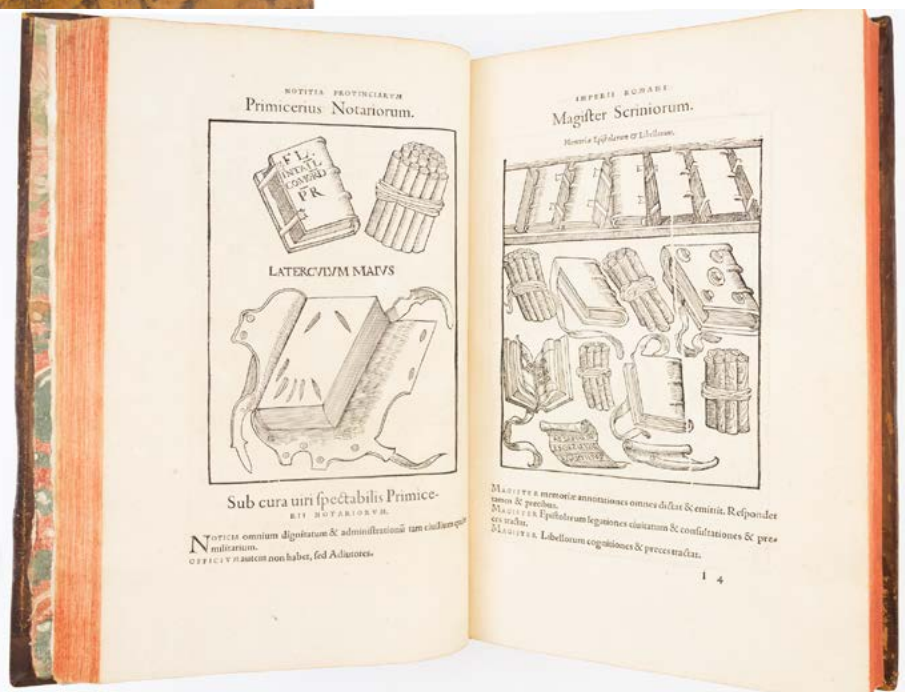 NOTITIA PROVINCIARVM
Primicerius Notariorum.
FL.
INTALL
COMORD
PR
LATERCVLVM MAIVS
Sub cura uiri ſpectabilis Primice-
RII NOTARIORVM.
NOTICIA omnium dignitatum & adminiſtrationũ tam ciuilium quàm
militarium.
OFFICIVM autem non habet, ſed Adiutores.
IMPERII ROMANI.
Magiſter Scriniorum.
Memoriæ Epiſtolarum & Libellorum.
MAGISTER memoriæ annotationes omnes dictat & emittit. Reſpondet
tamen & precibus.
MAGISTER Epiſtolarum legationes ciuitatum & conſultationes & pre-
ces tractat.
MAGISTER Libellorum cognitiones & preces tractat.
I 4